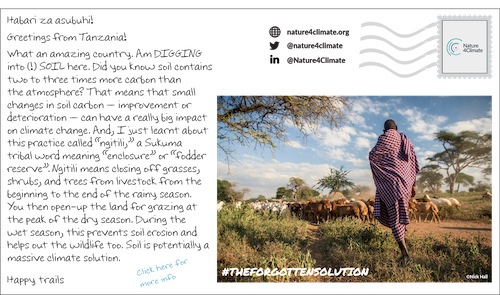 Habari za asubuhi!
Greetings from Tanzania!
What an amazing country. Am DIGGING
into (!) SOIL here. Did you know soil contains
two to three times more carbon than
the atmosphere? That means that small
changes in soil carbon — improvement or
deterioration — can have a really big impact
on climate change. And, I just learnt about
this practice called "ngitili," a Sukuma
tribal word meaning "enclosure" or "fodder
reserve". Ngitili means closing off grasses,
shrubs, and trees from livestock from the
beginning to the end of the rainy season.
You then open-up the land for grazing at
the peak of the dry season. During the
wet season, this prevents soil erosion and
helps out the wildlife too. Soil is potentially a
massive climate solution.
Happy trails
Click here for
more info
nature4climate.org
@nature4climate
in @Nature4Climate
Nature
4Climate
#THEFORGOTTENSOLUTION
©Nick Hall